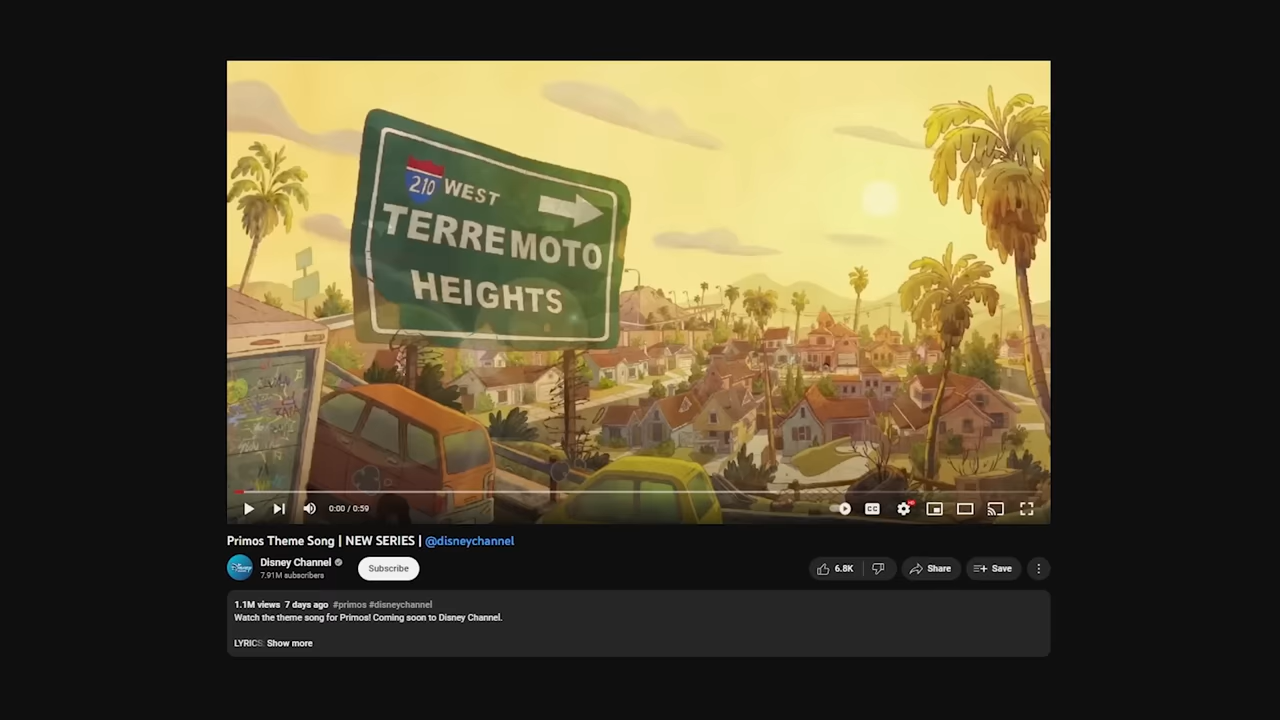 210 WEST
TERREMOTO
HEIGHTS
0:00 / 0:59
CC
HD
Primos Theme Song | NEW SERIES | @disneychannel
Disney Channel
7.91M subscribers
Subscribe
6.8K
Share
Save
1.1M views 7 days ago #primos #disneychannel
Watch the theme song for Primos! Coming soon to Disney Channel.
LYRICS: Show more